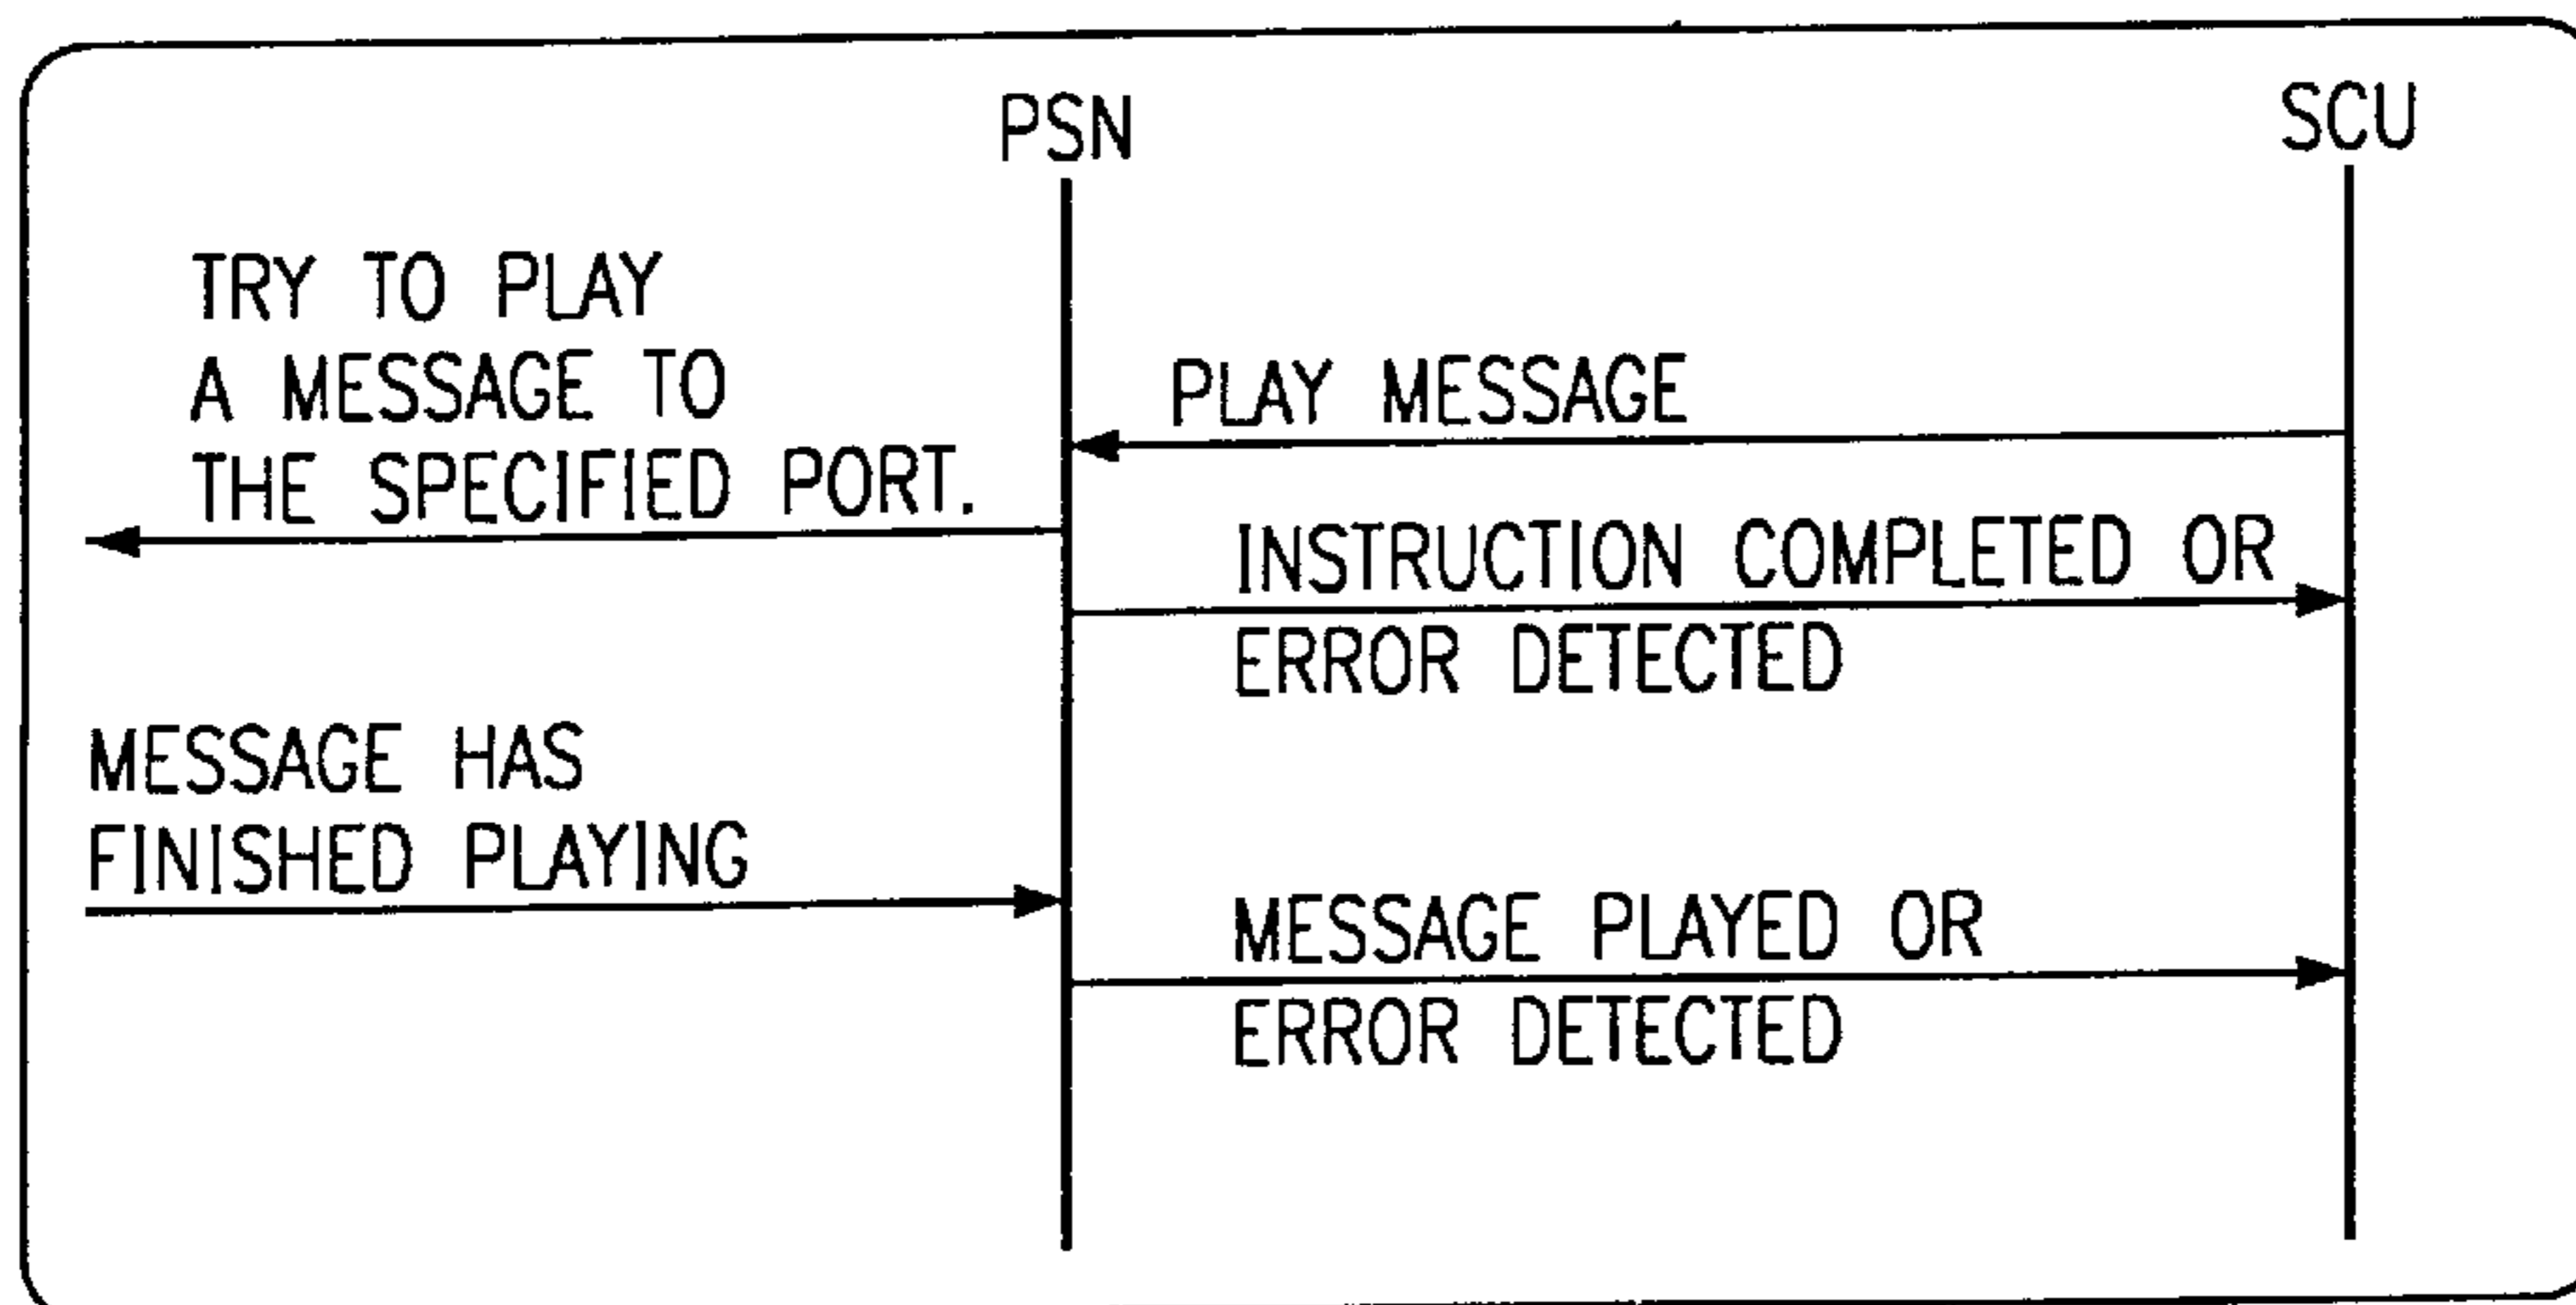 PSN
SCU
TRY TO PLAY
A MESSAGE TO
THE SPECIFIED PORT.
PLAY MESSAGE
INSTRUCTION COMPLETED OR
ERROR DETECTED
MESSAGE HAS
FINISHED PLAYING
MESSAGE PLAYED OR
ERROR DETECTED